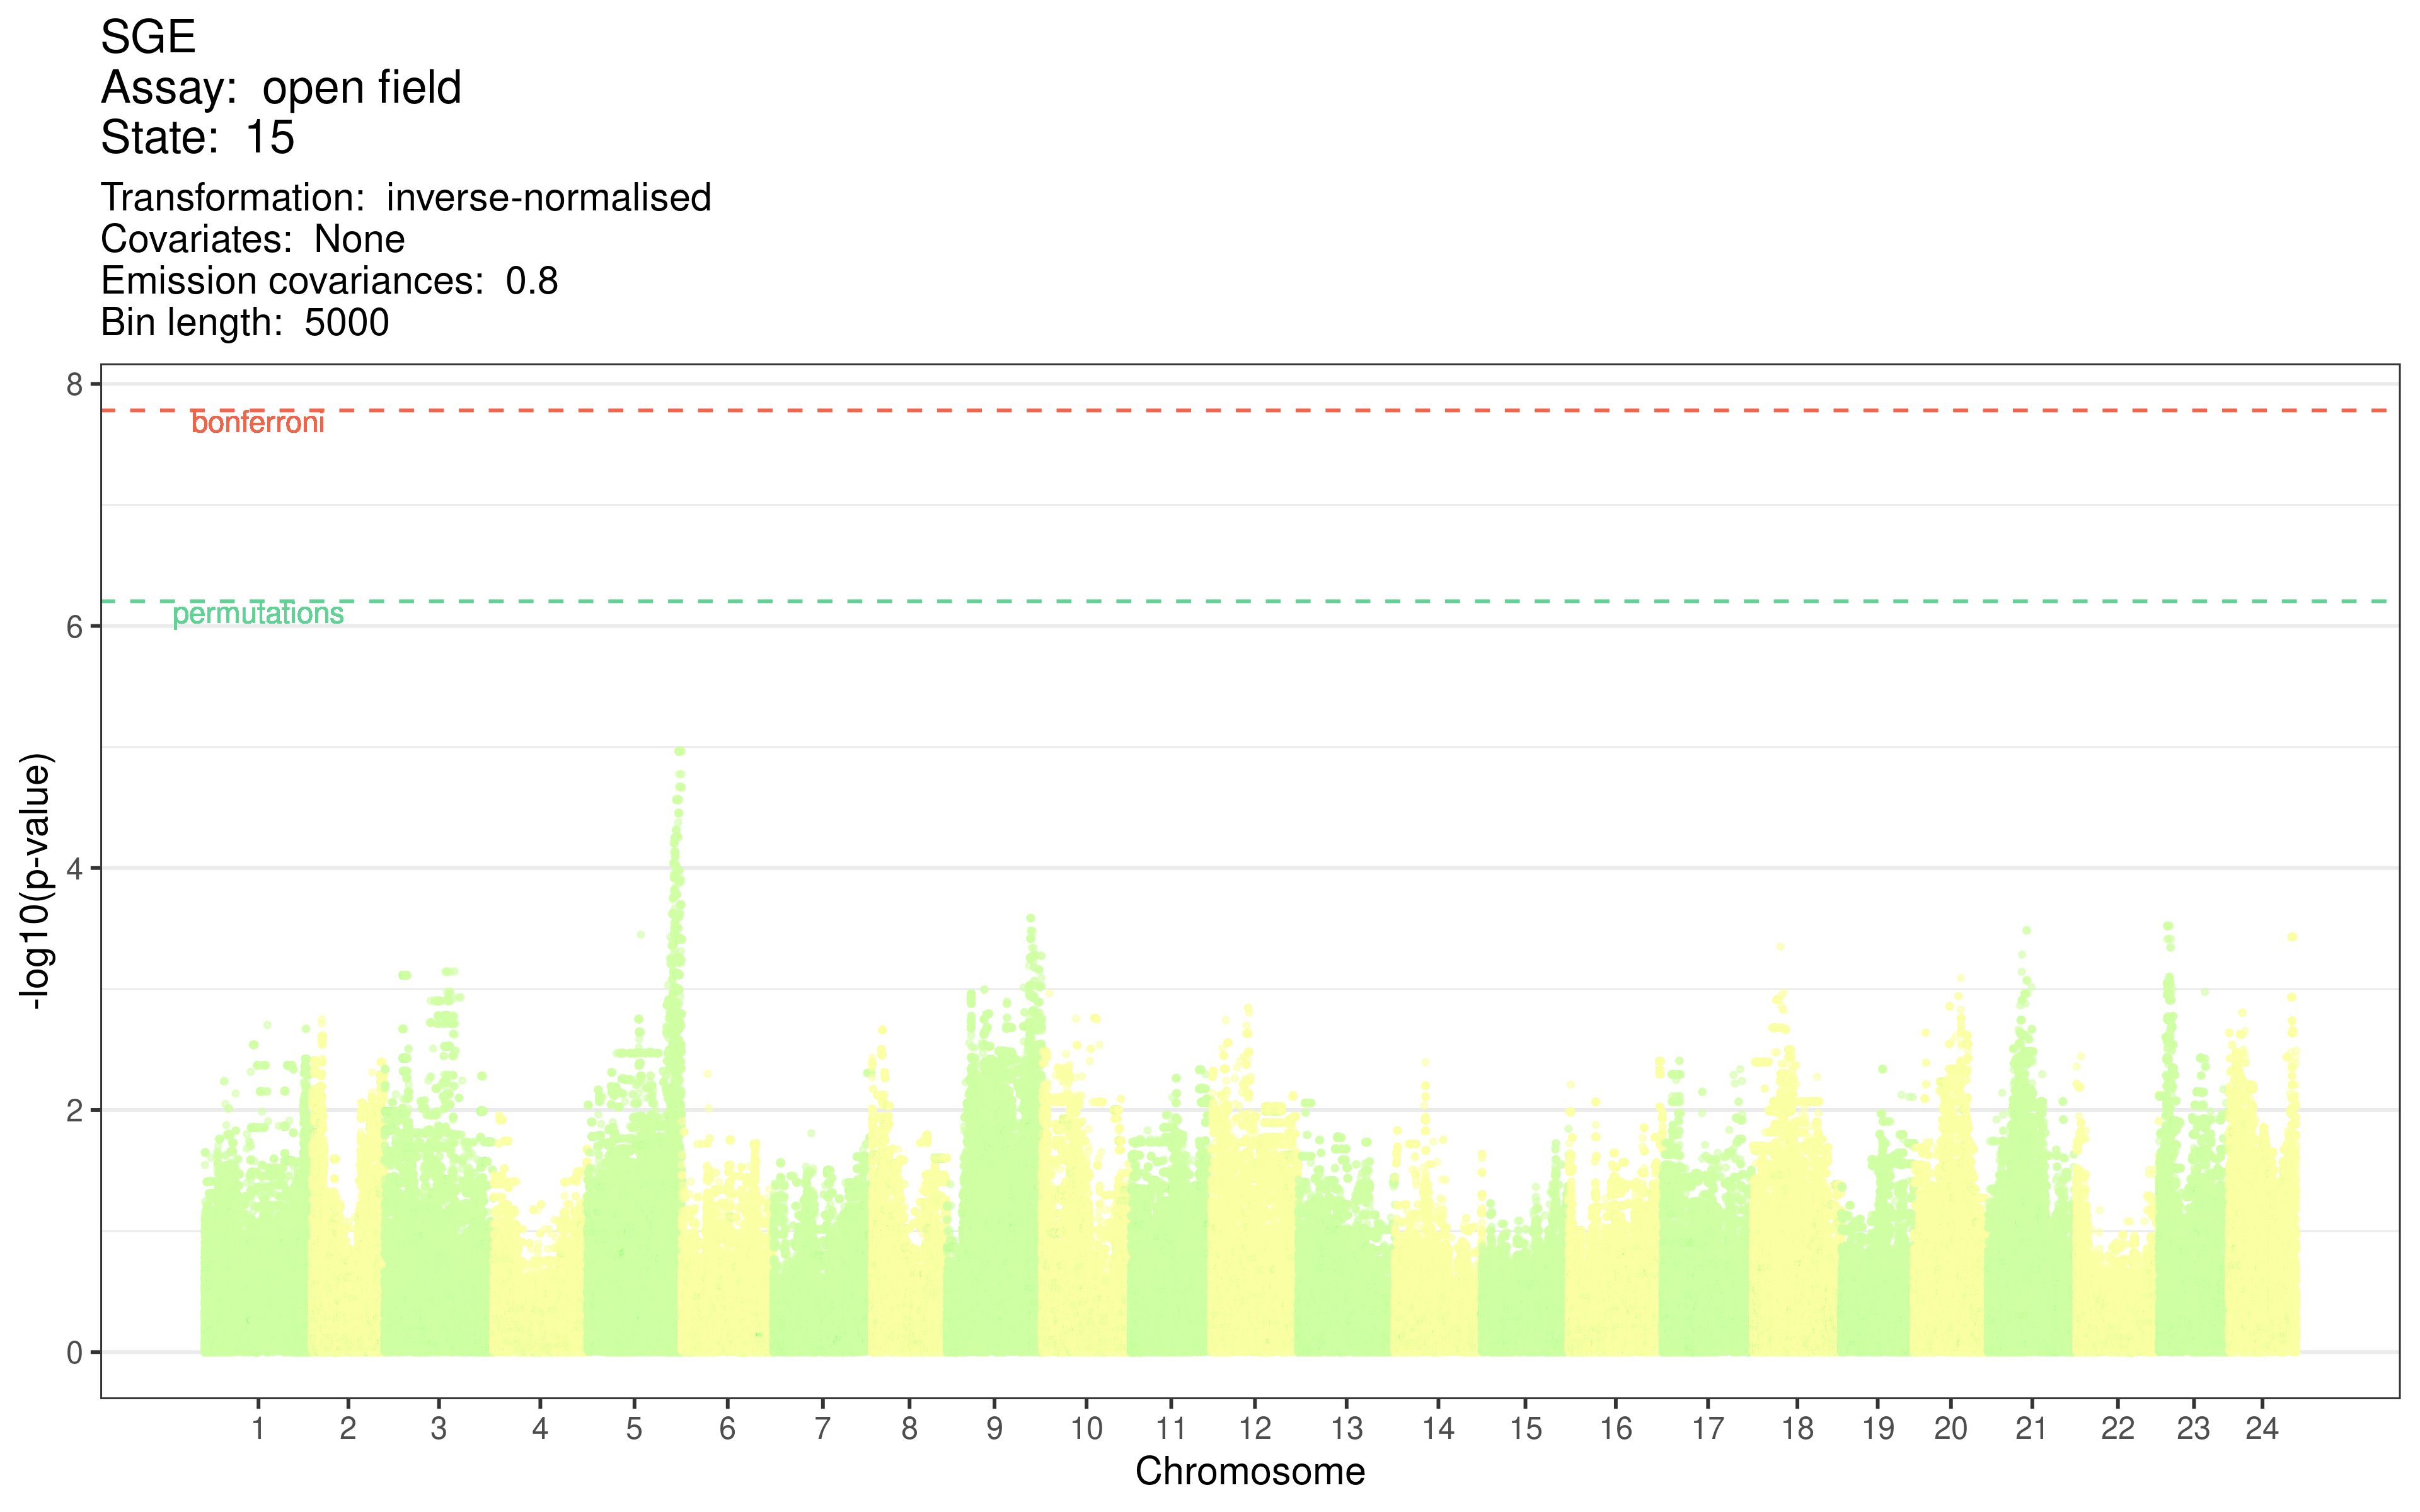 SGE
Assay:  open field
State:  15
Transformation:  inverse-normalised
Covariates:  None
Emission covariances:  0.8
Bin length:  5000
8
bonferroni
permutations
6
-log10(p-value)
4
2
0
1 2 3 4 5 6 7 8 9 10 11 12 13 14 15 16 17 18 19 20 21 22 23 24
Chromosome